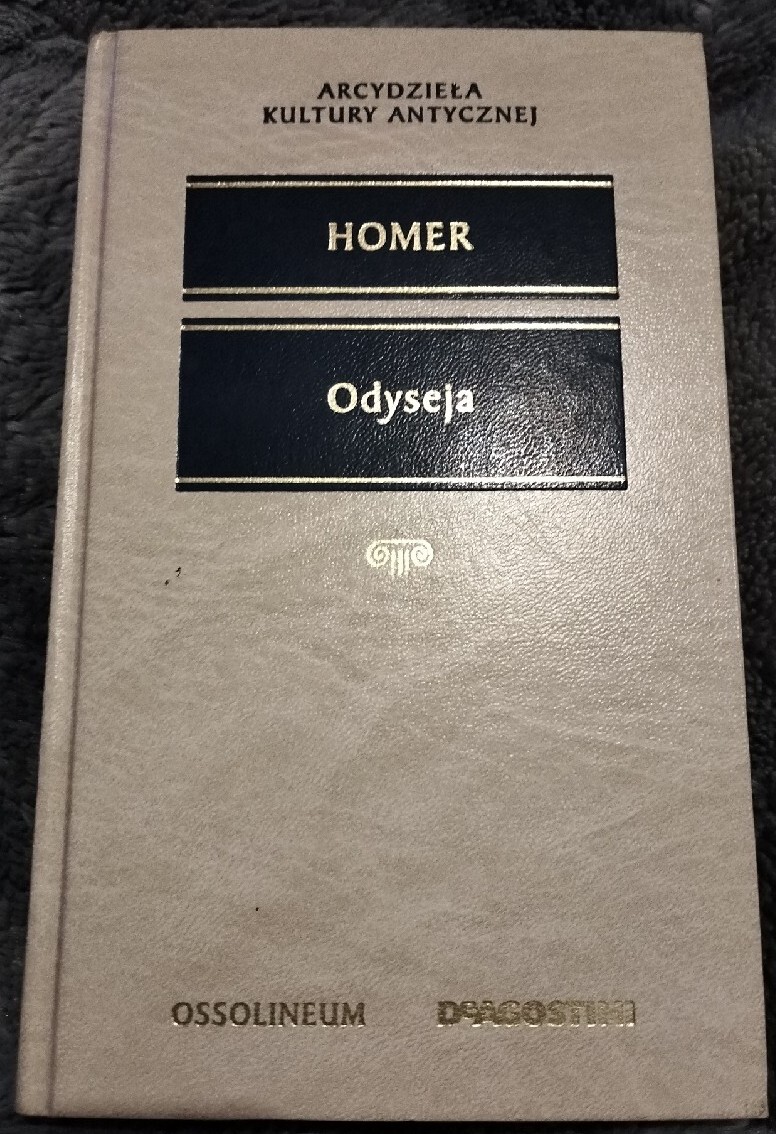 ARCYDZIEŁA
KULTURY ANTYCZNEJ
HOMER
Odyseja
OSSOLINEUM DEAGOSTINI